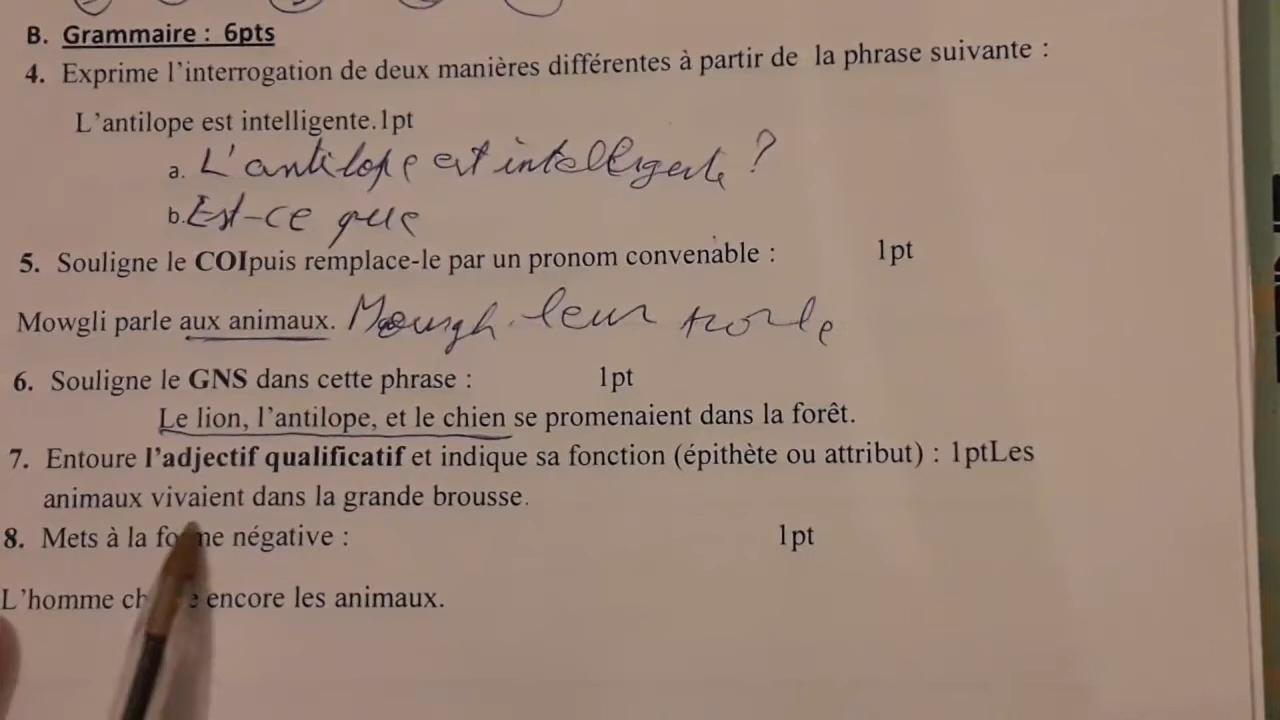 B. Grammaire : 6pts
4. Exprime l'interrogation de deux manières différentes à partir de la phrase suivante :
L'antilope est intelligente.1pt
a. L'antilope est intelligente ?
b. Est-ce que
5. Souligne le COIpuis remplace-le par un pronom convenable : 1pt
Mowgli parle aux animaux. leur
6. Souligne le GNS dans cette phrase : 1pt
Le lion, l'antilope, et le chien se promenaient dans la forêt.
7. Entoure l'adjectif qualificatif et indique sa fonction (épithète ou attribut) : 1ptLes
animaux vivaient dans la grande brousse.
8. Mets à la négative : 1pt
L'homme encore les animaux.